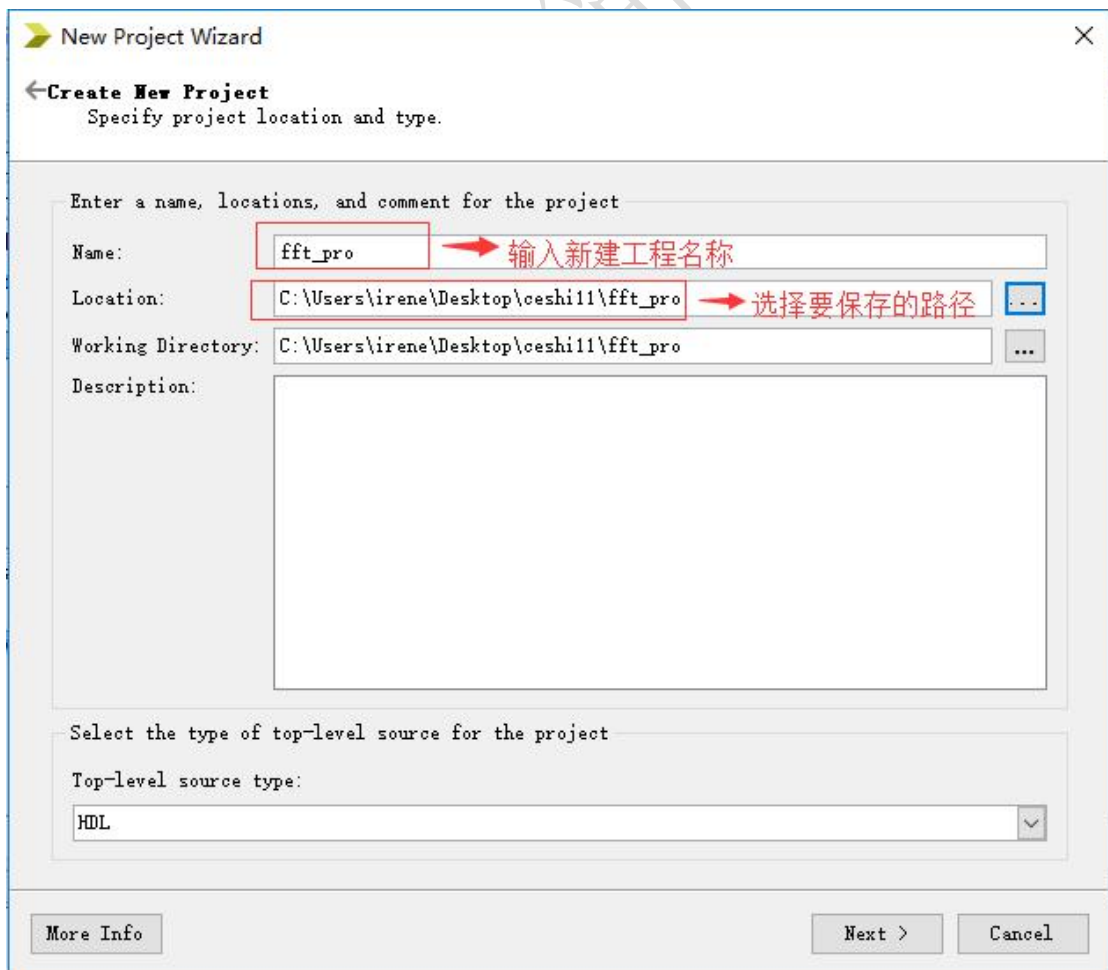 New Project Wizard
Create New Project
Specify project location and type.
Enter a name, locations, and comment for the project
Name: fft_pro 输入新建工程名称
Location: C:\Users\irene\Desktop\ceshi11\fft_pro 选择要保存的路径 ...
Working Directory: C:\Users\irene\Desktop\ceshi11\fft_pro ...
Description:
Select the type of top-level source for the project
Top-level source type:
HDL
More Info Next > Cancel